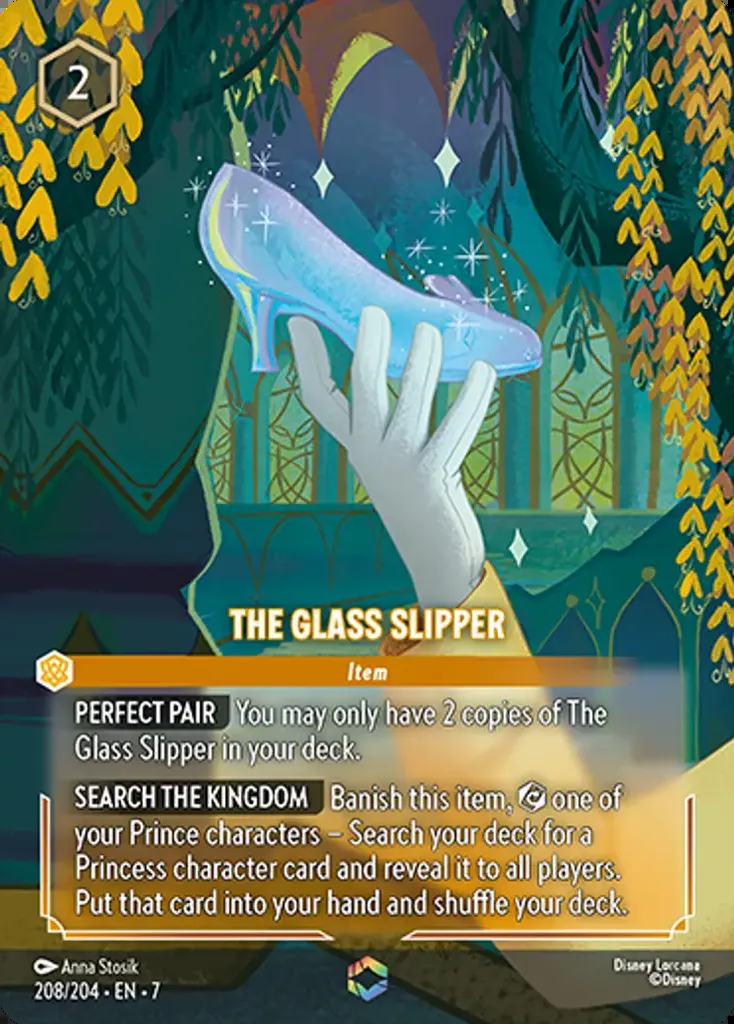 2
THE GLASS SLIPPER
Item
PERFECT PAIR You may only have 2 copies of The
Glass Slipper in your deck.
SEARCH THE KINGDOM Banish this item, one of
your Prince characters – Search your deck for a
Princess character card and reveal it to all players.
Put that card into your hand and shuffle your deck.
Anna Stosik
Disney Lorcana
208/204 • EN • 7
©Disney